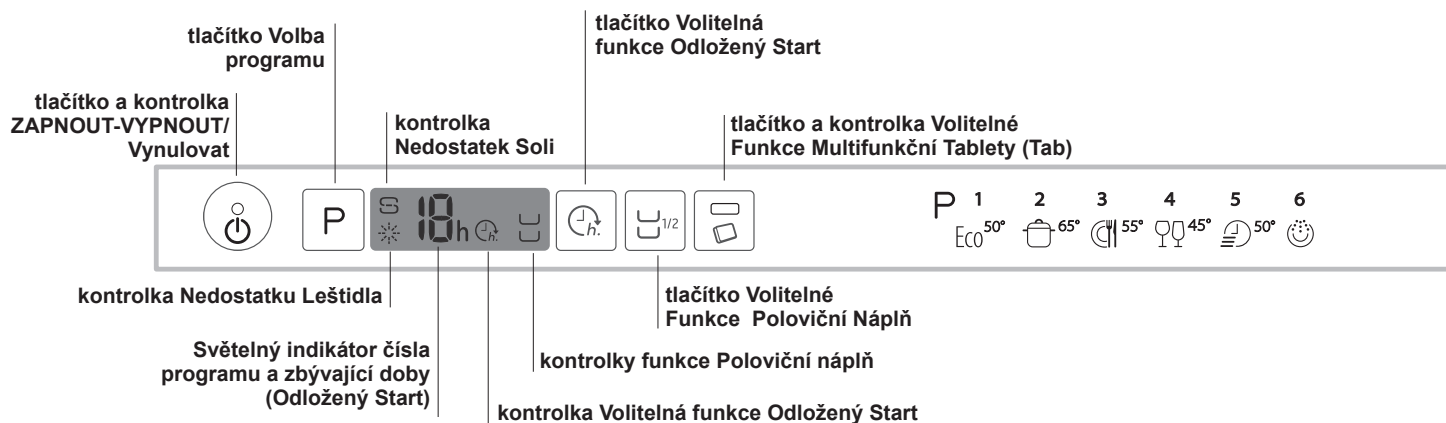 tlačítko Volba
programu
tlačítko Volitelná
funkce Odložený Start
tlačítko a kontrolka
ZAPNOUT-VYPNOUT/
Vynulovat
kontrolka
Nedostatek Soli
tlačítko a kontrolka Volitelné
Funkce Multifunkční Tablety (Tab)
P
S
18h
h.
h.
1/2
P 1 2 3 4 5 6
Eco 50° 65° 55° 45° 50°
kontrolka Nedostatku Leštidla
tlačítko Volitelné
Funkce Poloviční Náplň
Světelný indikátor čísla
programu a zbývající doby
(Odložený Start)
kontrolky funkce Poloviční náplň
kontrolka Volitelná funkce Odložený Start